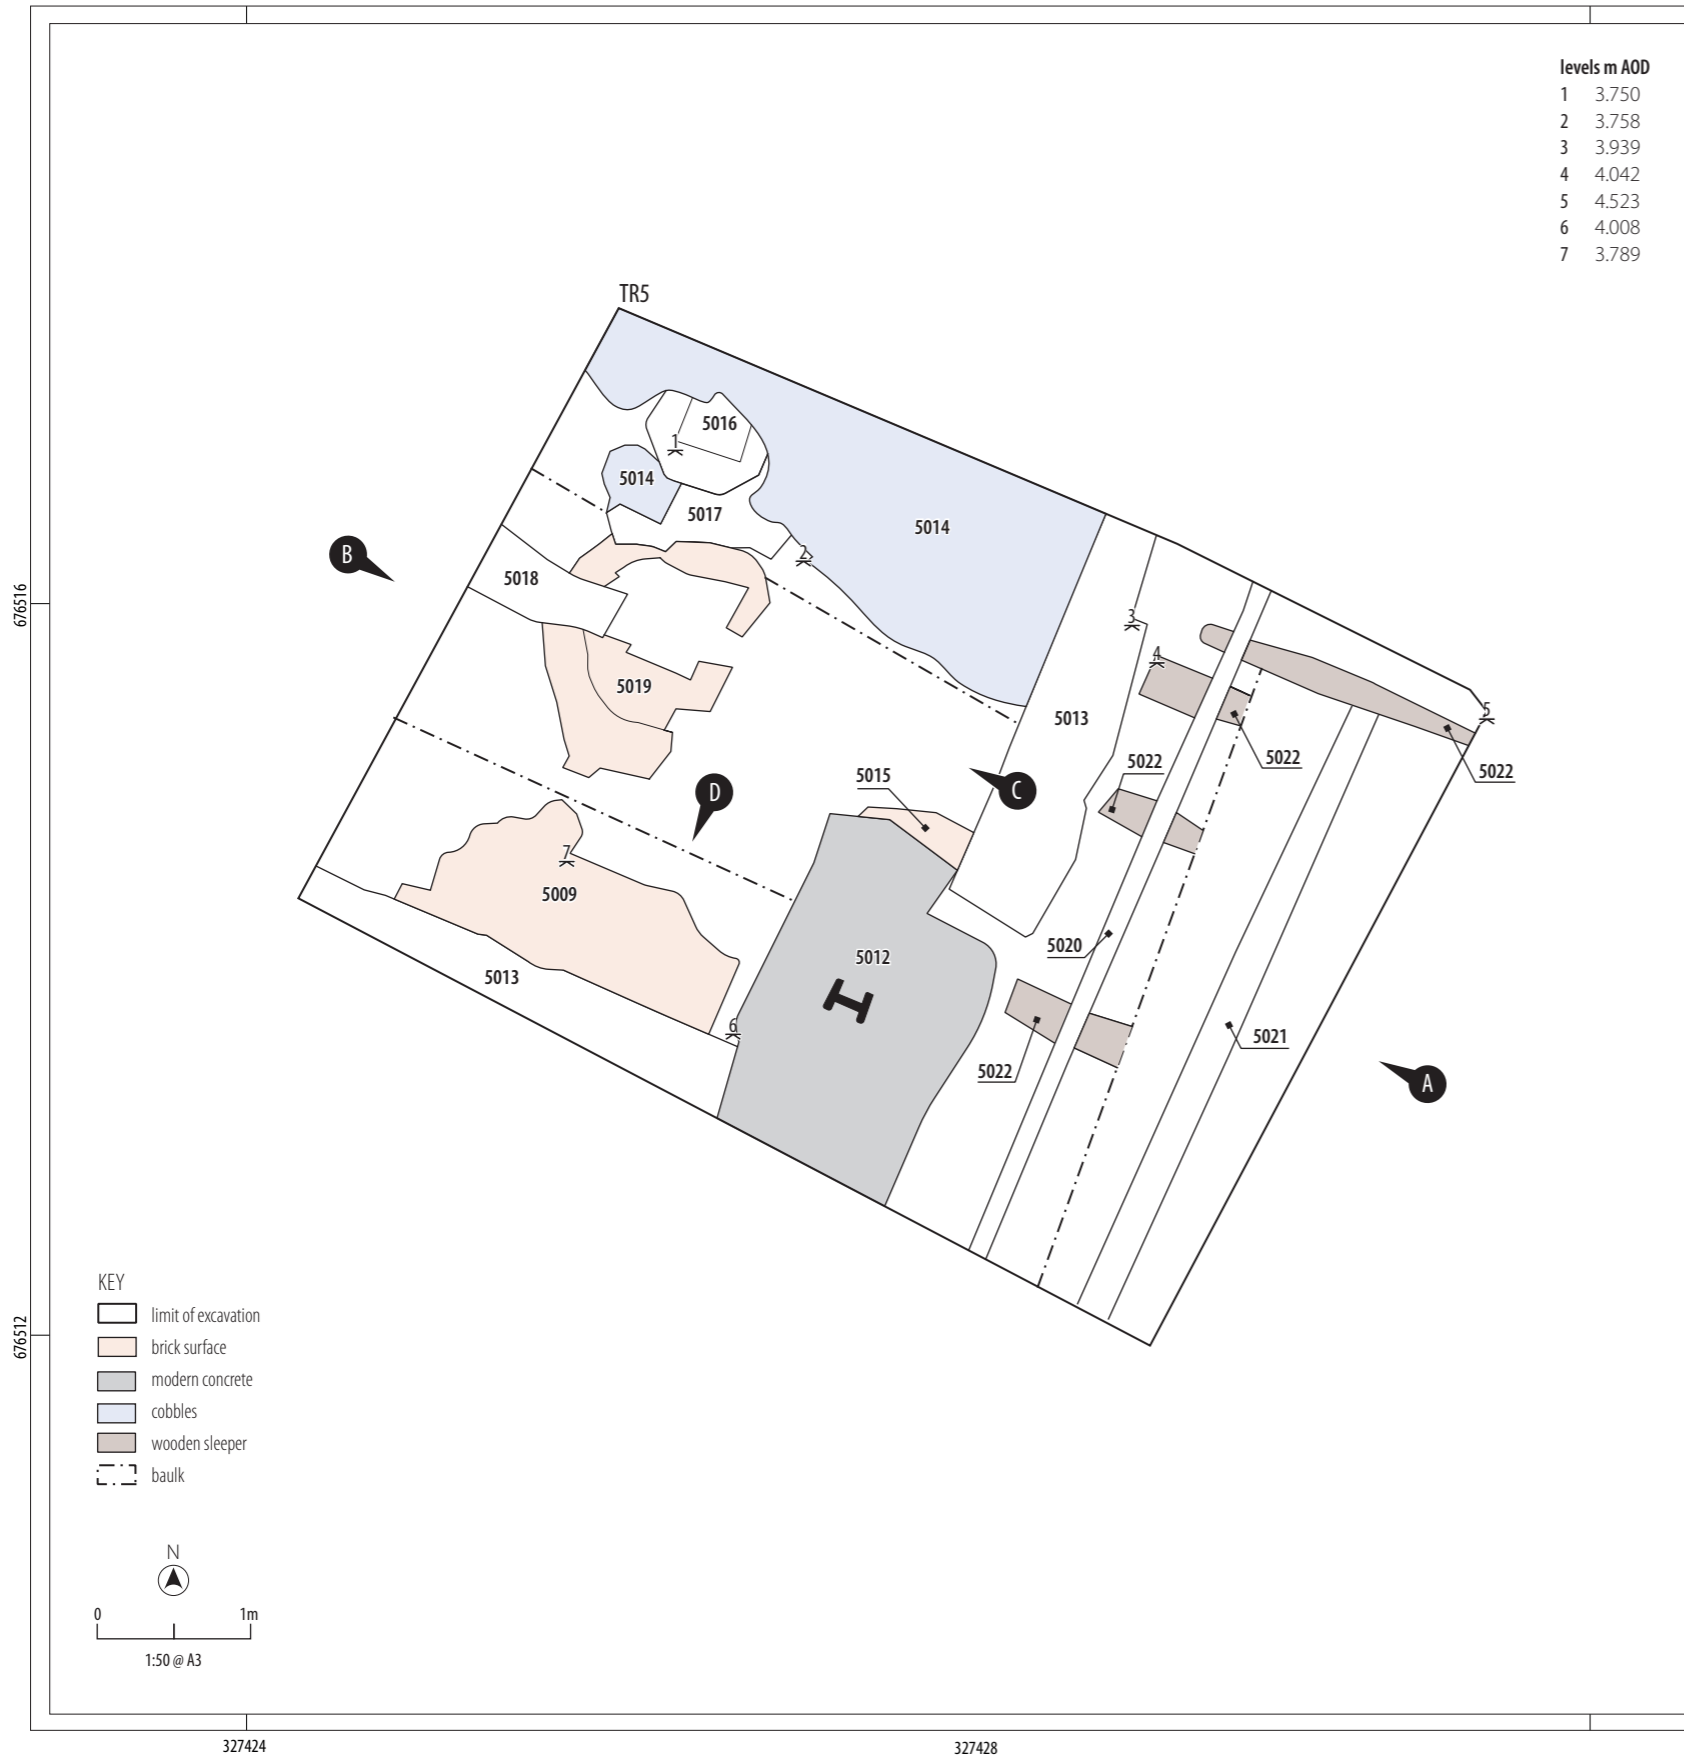 levels m AOD
1 3.750
2 3.758
3 3.939
4 4.042
5 4.523
6 4.008
7 3.789
TR5
5016
1
5014
5017
5014
2
B
5018
676516
3
4
5019
5013
5
5022
5022
5022
5015
C
D
7
5009
5020
5012
5013
6
5021
5022
A
KEY
limit of excavation
brick surface
modern concrete
cobbles
wooden sleeper
baulk
676512
N
0 1m
1:50 @ A3
327424
327428